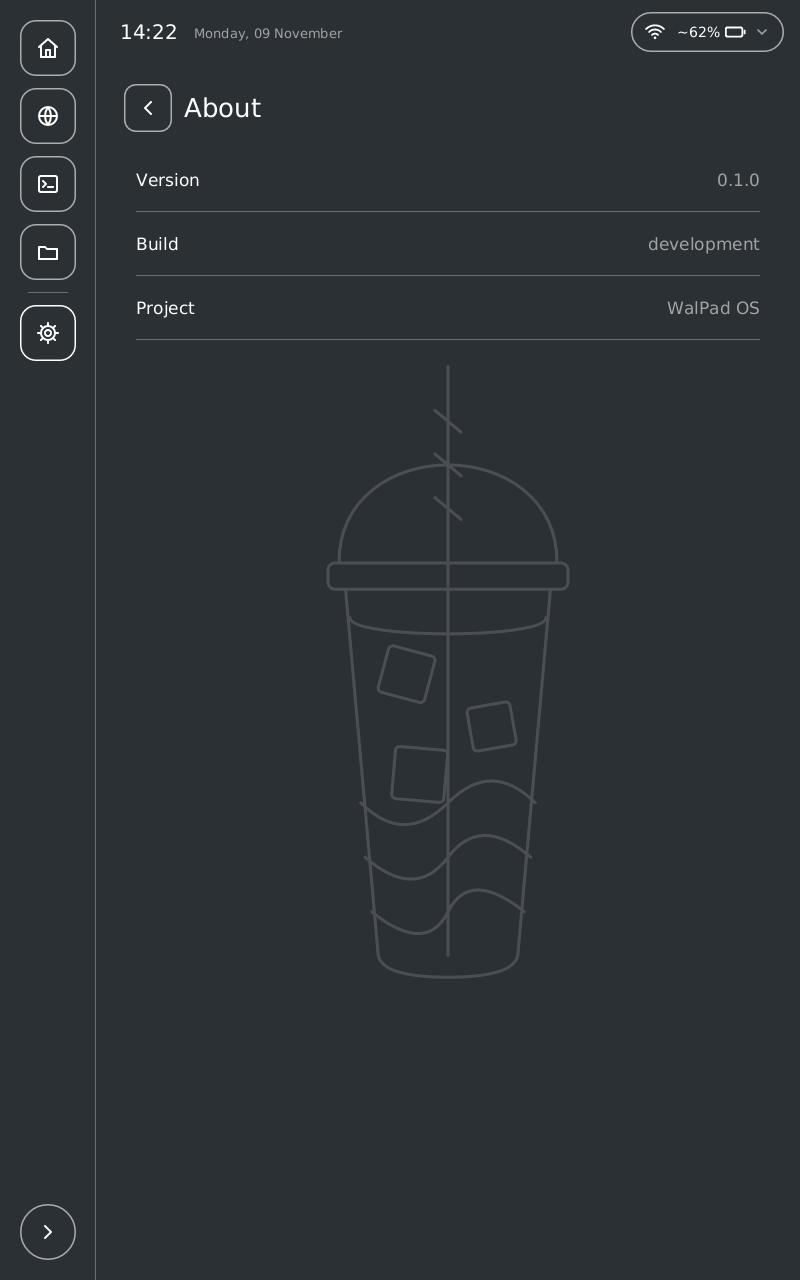 14:22 Monday, 09 November ~62%
About
Version 0.1.0
Build development
Project WalPad OS